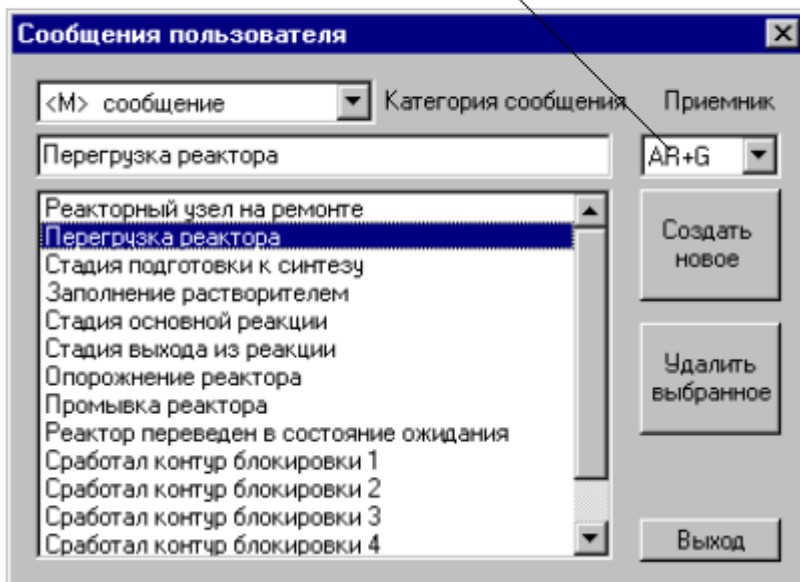 Сообщения пользователя
<M> сообщение
Категория сообщения
Приемник
Перегрузка реактора
AR+G
Реакторный узел на ремонте
Перегрузка реактора
Стадия подготовки к синтезу
Заполнение растворителем
Стадия основной реакции
Стадия выхода из реакции
Опорожнение реактора
Промывка реактора
Реактор переведен в состояние ожидания
Сработал контур блокировки 1
Сработал контур блокировки 2
Сработал контур блокировки 3
Сработал контур блокировки 4
Создать
новое
Удалить
выбранное
Выход